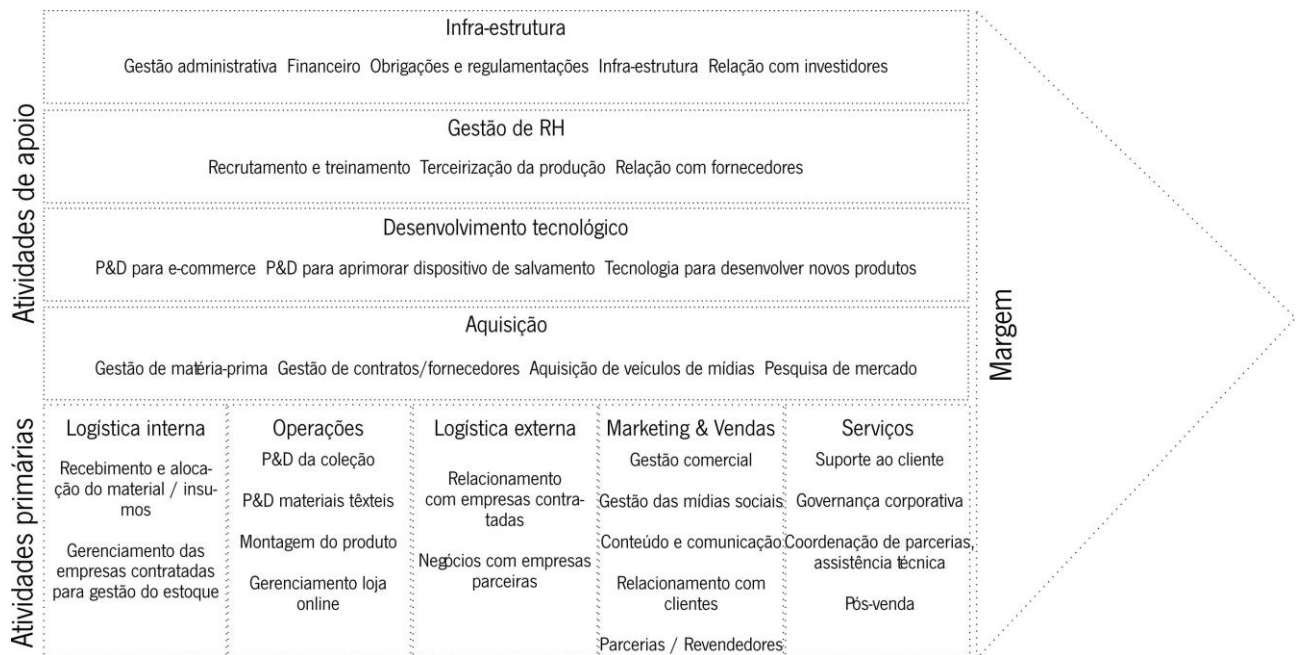 Infra-estrutura
Gestão administrativa Financeiro Obrigações e regulamentações Infra-estrutura Relação com investidores
Gestão de RH
Recrutamento e treinamento Terceirização da produção Relação com fornecedores
Desenvolvimento tecnológico
P&D para e-commerce P&D para aprimorar dispositivo de salvamento Tecnologia para desenvolver novos produtos
Aquisição
Gestão de matéria-prima Gestão de contratos/fornecedores Aquisição de veículos de mídias Pesquisa de mercado
Atividades de apoio
Logística interna
Recebimento e aloca-
ção do material / insu-
mos
Gerenciamento das
empresas contratadas
para gestão do estoque
Operações
P&D da coleção
P&D materiais têxteis
Montagem do produto
Gerenciamento loja
online
Logística externa
Relacionamento
com empresas contra-
tadas
Negócios com empresas
parceiras
Marketing & Vendas
Gestão comercial
Gestão das mídias sociais
Conteúdo e comunicação
Relacionamento com
clientes
Parcerias / Revendedores
Serviços
Suporte ao cliente
Governança corporativa
Coordenação de parcerias,
assistência técnica
Pós-venda
Atividades primárias
Margem